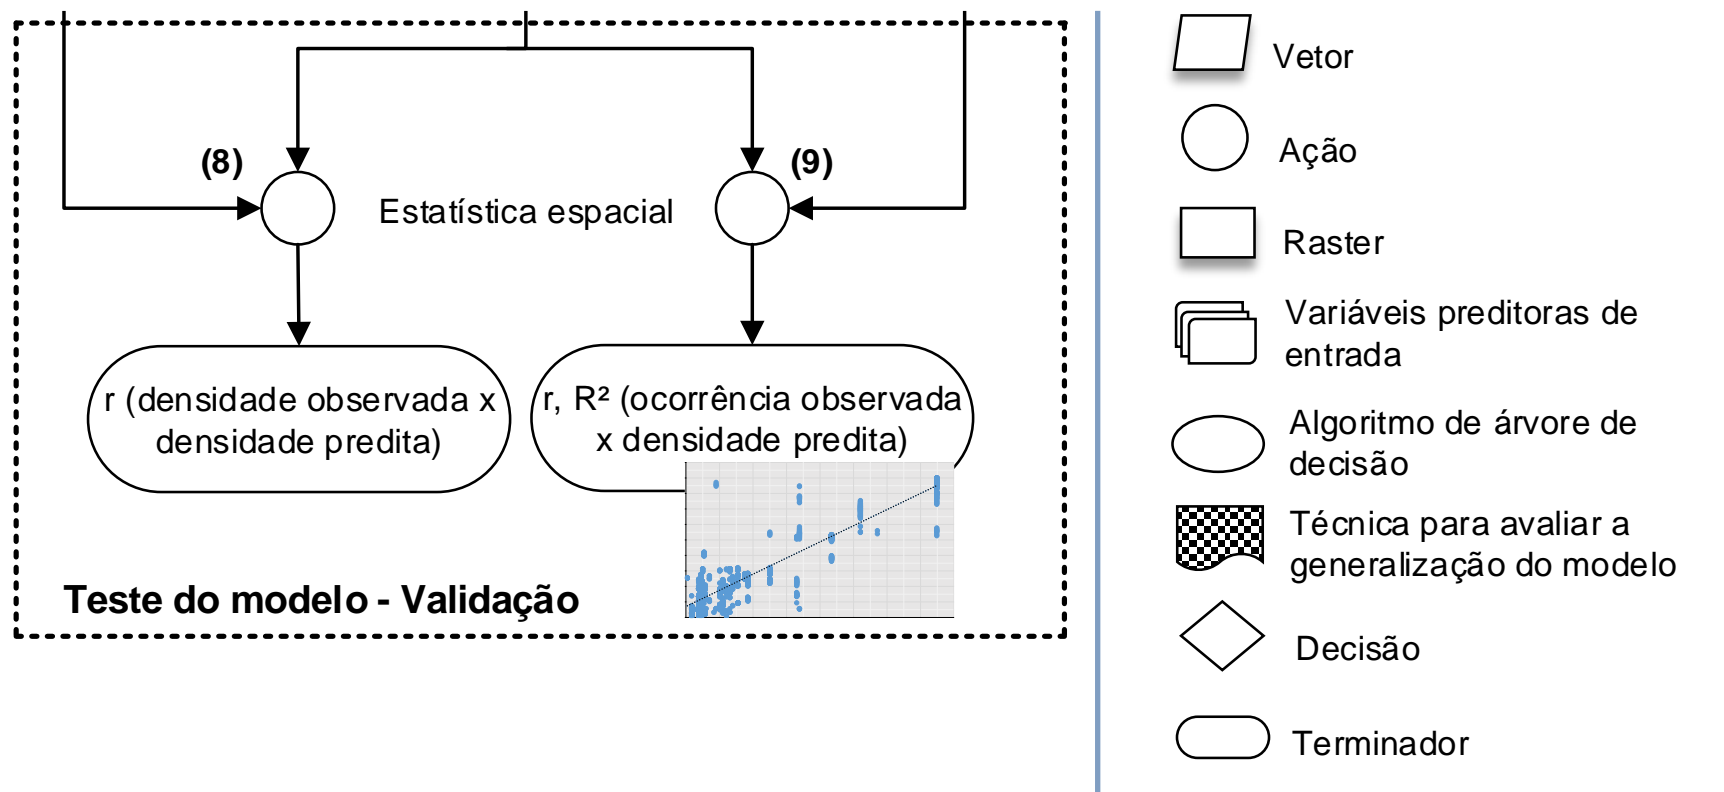 (8)
(9)
Estatística espacial
r (densidade observada x
densidade predita)
r, R² (ocorrência observada
x densidade predita)
Teste do modelo - Validação
Vetor
Ação
Raster
Variáveis preditoras de
entrada
Algoritmo de árvore de
decisão
Técnica para avaliar a
generalização do modelo
Decisão
Terminador